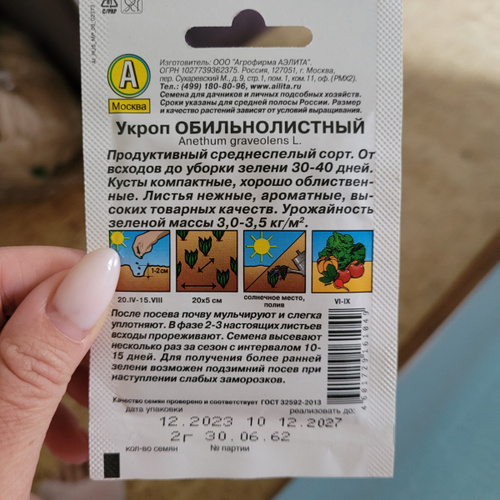 Изготовитель: ООО "Агрофирма АЭЛИТА".
ОГРН 1027739362375. Россия, 127051, г. Москва,
пер. Сухаревский М., д.9, стр.1, пом. 1, ком. 11, оф. (РМХ2).
Тел.: (499) 180-80-96, www.ailita.ru
Семена для дачников и личных подсобных хозяйств.
Сроки указаны для средней полосы России. Размер
и качество растений зависят от условий выращивания.
А
Москва
Укроп ОБИЛЬНОЛИСТНЫЙ
Anethum graveolens L.
Продуктивный среднеспелый сорт. От
всходов до уборки зелени 30-40 дней.
Кусты компактные, хорошо облиствен-
ные. Листья нежные, ароматные, вы-
соких товарных качеств. Урожайность
зеленой массы 3,0-3,5 кг/м².
1-2 см
20.IV-15.VIII
20х5 см
солнечное место,
полив
VI-IX
После посева почву мульчируют и слегка
уплотняют. В фазе 2-3 настоящих листьев
всходы прореживают. Семена высевают
несколько раз за сезон с интервалом 10-
15 дней. Для получения более ранней
зелени возможен подзимний посев при
наступлении слабых заморозков.
Качество семян проверено и соответствует ГОСТ 32592-2013
дата упаковки реализовать до:
12.2023 10 12.2027
2г 30.06.62
кол-во семян № партии